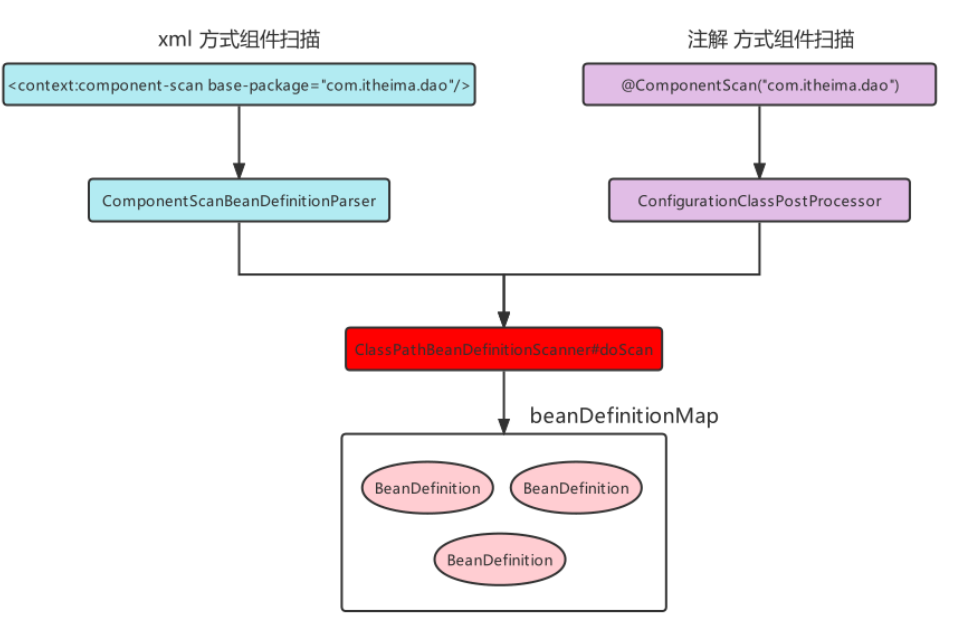 xml 方式组件扫描
注解 方式组件扫描
<context:component-scan base-package="com.itheima.dao"/>
@ComponentScan("com.itheima.dao")
ComponentScanBeanDefinitionParser
ConfigurationClassPostProcessor
ClassPathBeanDefinitionScanner#doScan
beanDefinitionMap
BeanDefinition
BeanDefinition
BeanDefinition